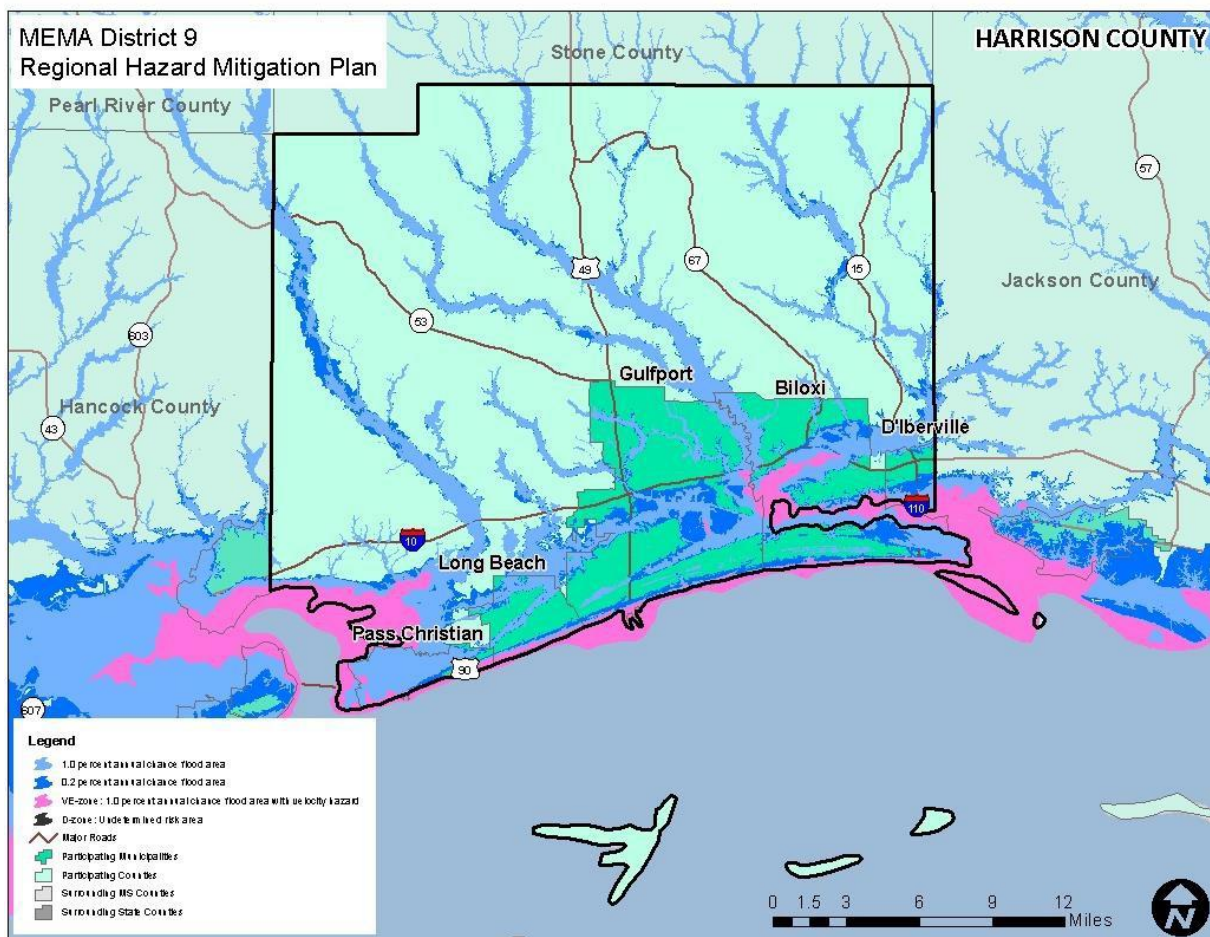 MEMA District 9
Regional Hazard Mitigation Plan
HARRISON COUNTY
Stone County
Pearl River County
57
49
67
15
Jackson County
53
603
Gulfport
Biloxi
Hancock County
43
D'Iberville
110
10
Long Beach
Pass Christian
90
607
Legend
1.0 percent annual chance flood area
0.2 percent annual chance flood area
VE-zone: 1.0 percent annual chance flood area with velocity hazard
D-zone: Undetermined risk area
Major Roads
Participating Municipalities
Participating Counties
Surrounding MS Counties
Surrounding State Counties
0 1.5 3 6 9 12
Miles
N